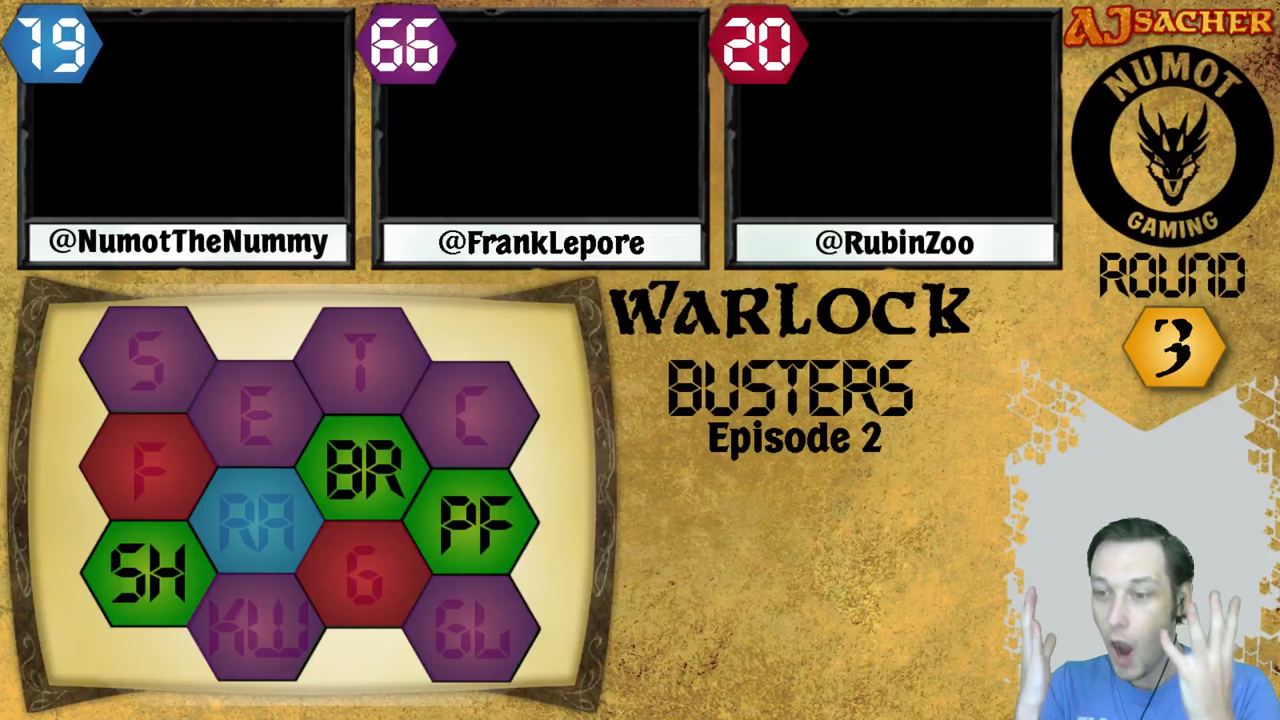 19
66
20
AJSACHER
NUMOT
GAMING
@NumotTheNummy
@FrankLepore
@RubinZoo
ROUND
3
WARLOCK
BUSTERS
Episode 2
S
T
E
C
F
BR
RA
PF
SH
G
KW
GL